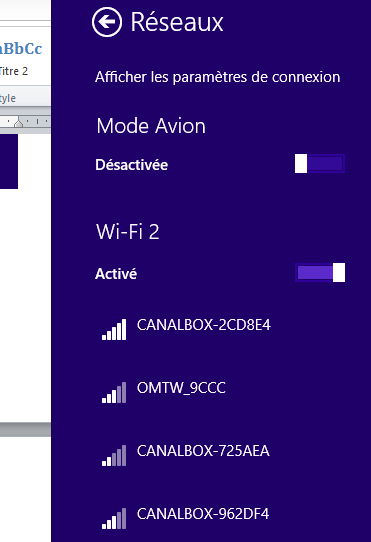 Réseaux
Afficher les paramètres de connexion
Mode Avion
Désactivée
Wi-Fi 2
Activé
CANALBOX-2CD8E4
OMTW_9CCC
CANALBOX-725AEA
CANALBOX-962DF4
BbCc
Titre 2
tyle